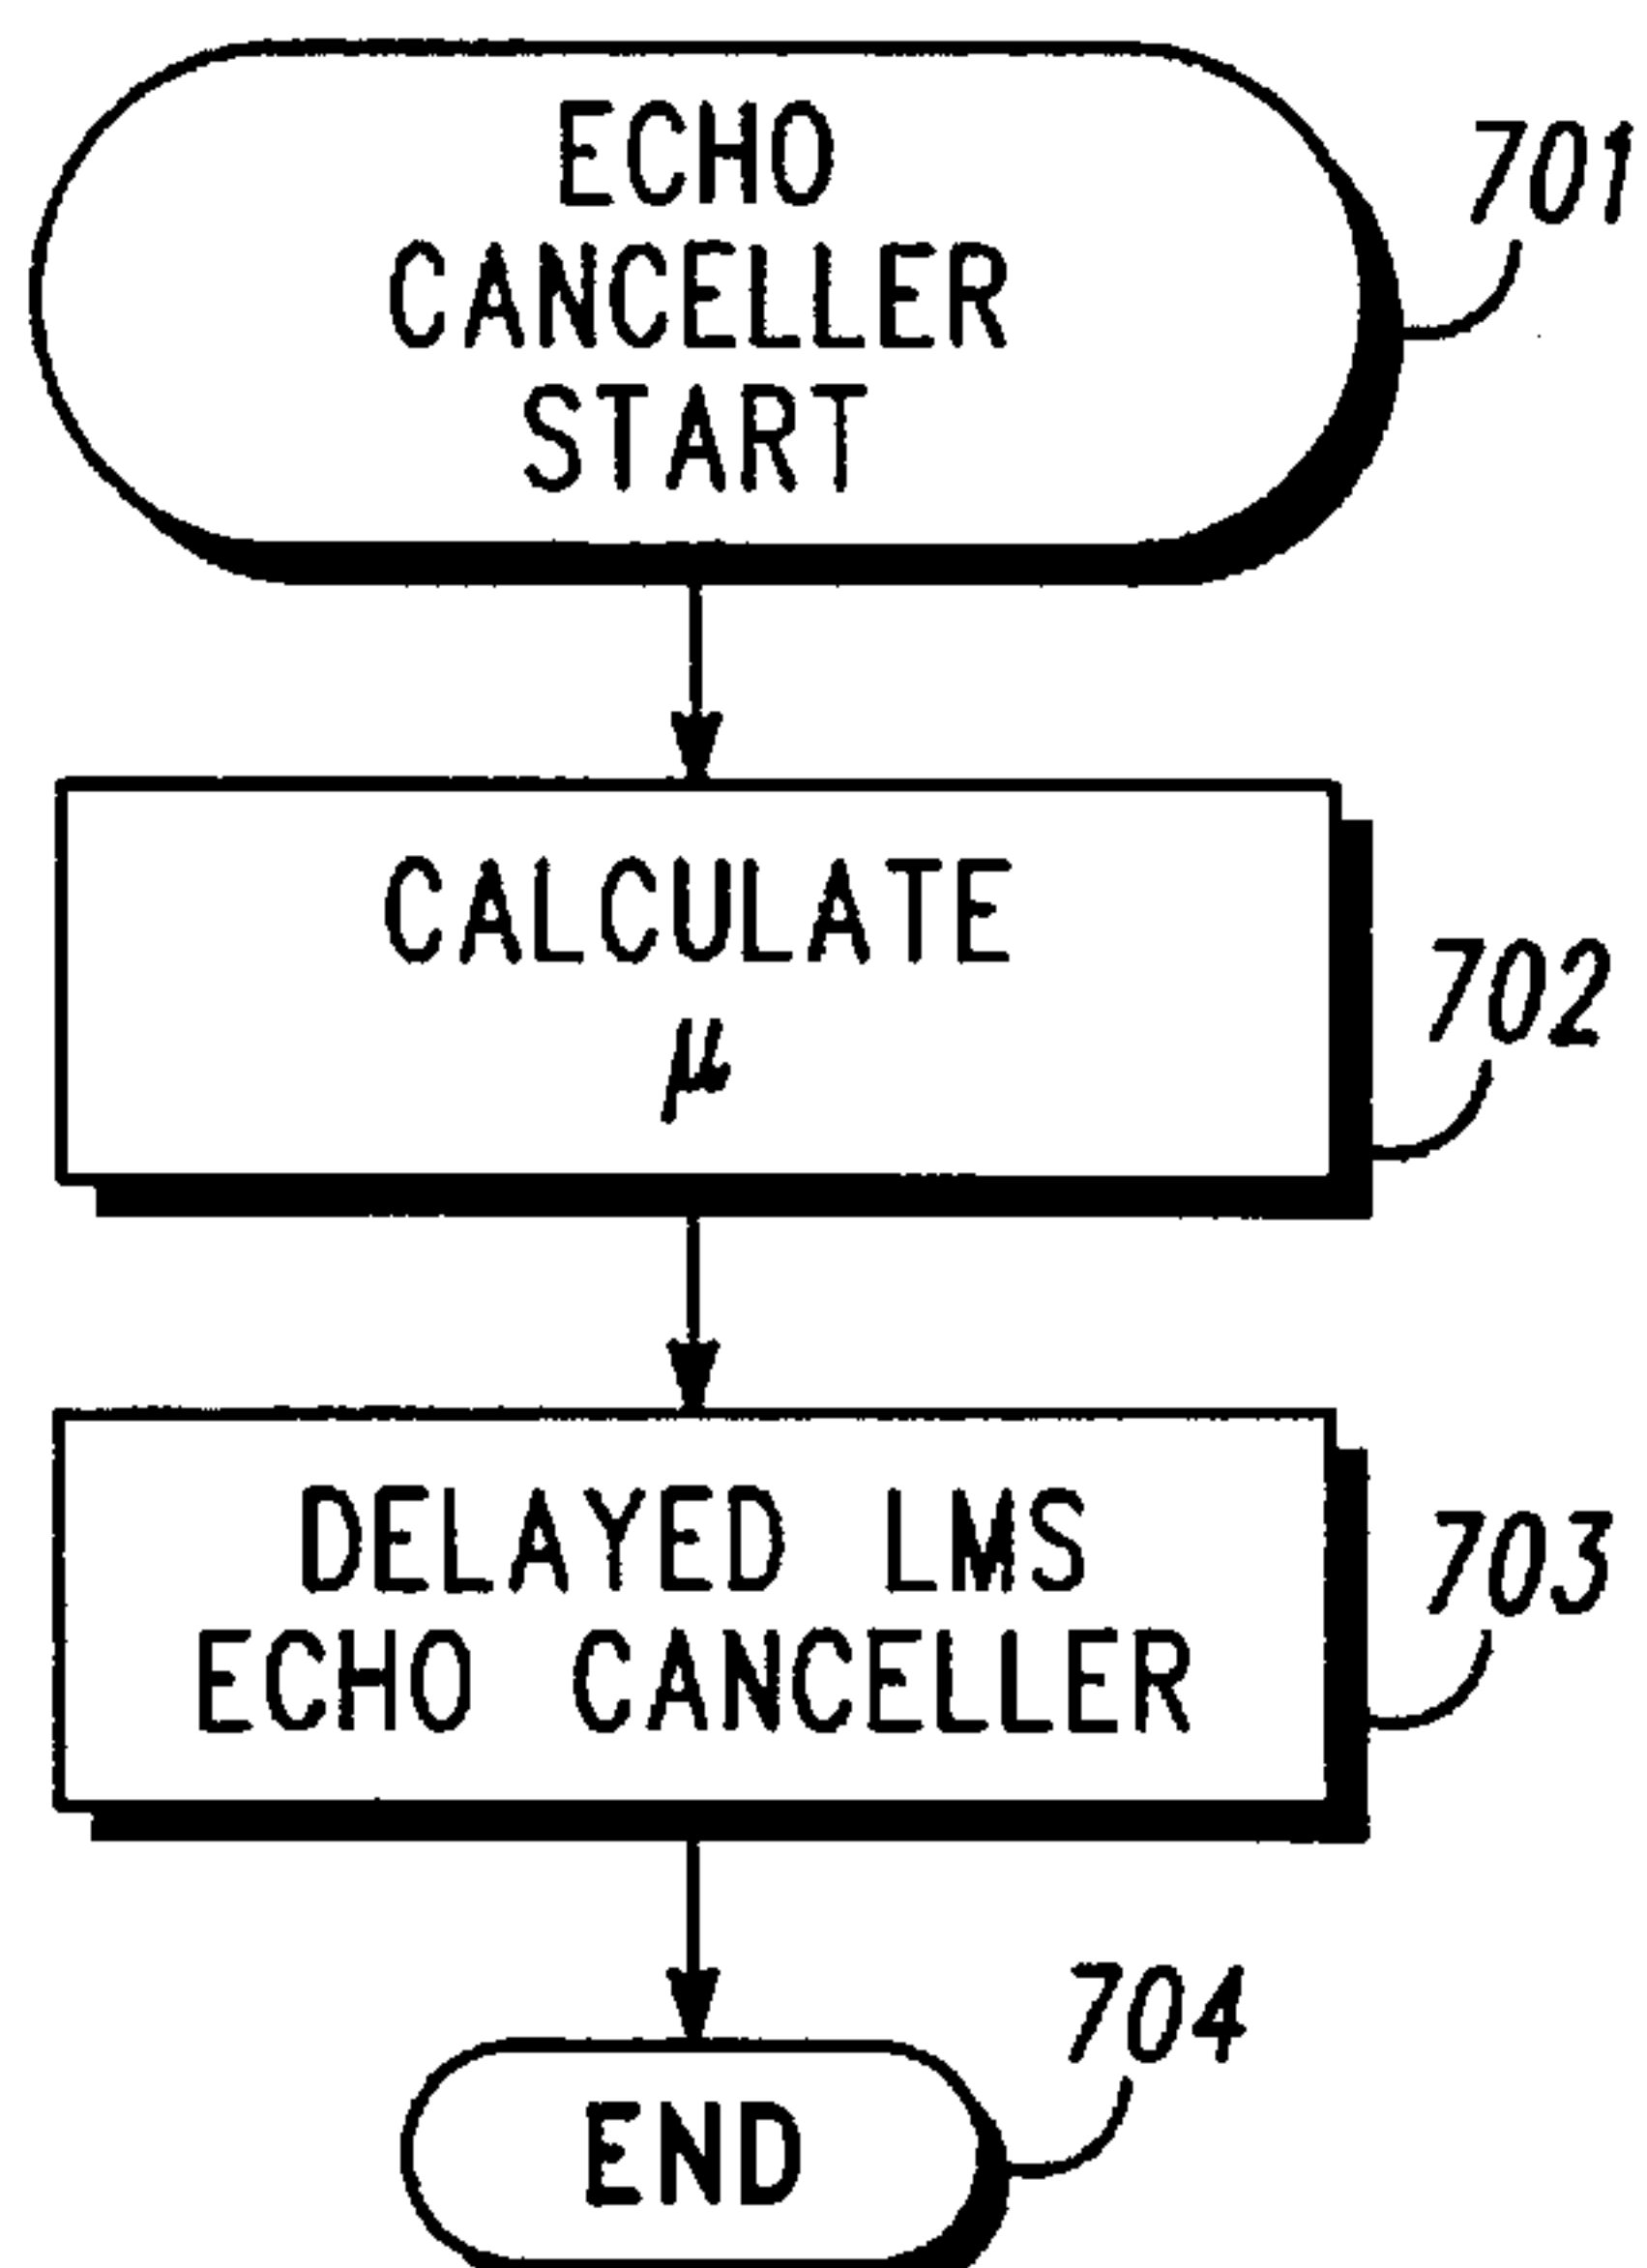 ECHO
CANCELLER
START
701
CALCULATE
μ
702
DELAYED LMS
ECHO CANCELLER
703
704
END